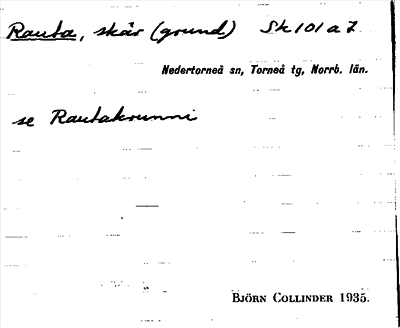 Rauta, skär (grund) Sk 101 a 7
Nedertorneå sn, Torneå tg, Norrb. län.
se Rautakrunni
BJÖRN COLLINDER 1935.